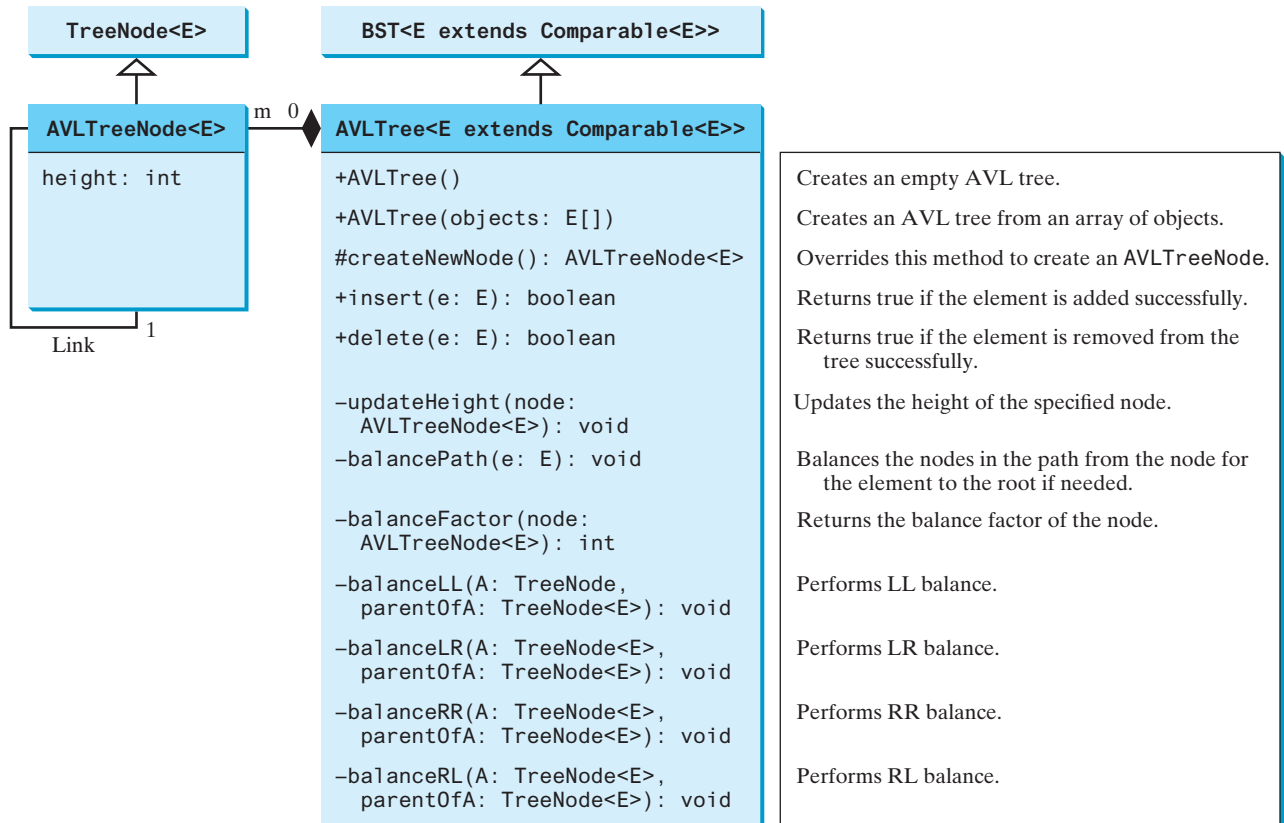 TreeNode<E>
BST<E extends Comparable<E>>
m 0
AVLTreeNode<E>
AVLTree<E extends Comparable<E>>
height: int
1
Link
+AVLTree()
Creates an empty AVL tree.
+AVLTree(objects: E[])
Creates an AVL tree from an array of objects.
#createNewNode(): AVLTreeNode<E>
Overrides this method to create an AVLTreeNode.
+insert(e: E): boolean
Returns true if the element is added successfully.
+delete(e: E): boolean
Returns true if the element is removed from the
tree successfully.
–updateHeight(node:
AVLTreeNode<E>): void
Updates the height of the specified node.
–balancePath(e: E): void
Balances the nodes in the path from the node for
the element to the root if needed.
–balanceFactor(node:
AVLTreeNode<E>): int
Returns the balance factor of the node.
–balanceLL(A: TreeNode,
parentOfA: TreeNode<E>): void
Performs LL balance.
–balanceLR(A: TreeNode<E>,
parentOfA: TreeNode<E>): void
Performs LR balance.
–balanceRR(A: TreeNode<E>,
parentOfA: TreeNode<E>): void
Performs RR balance.
–balanceRL(A: TreeNode<E>,
parentOfA: TreeNode<E>): void
Performs RL balance.